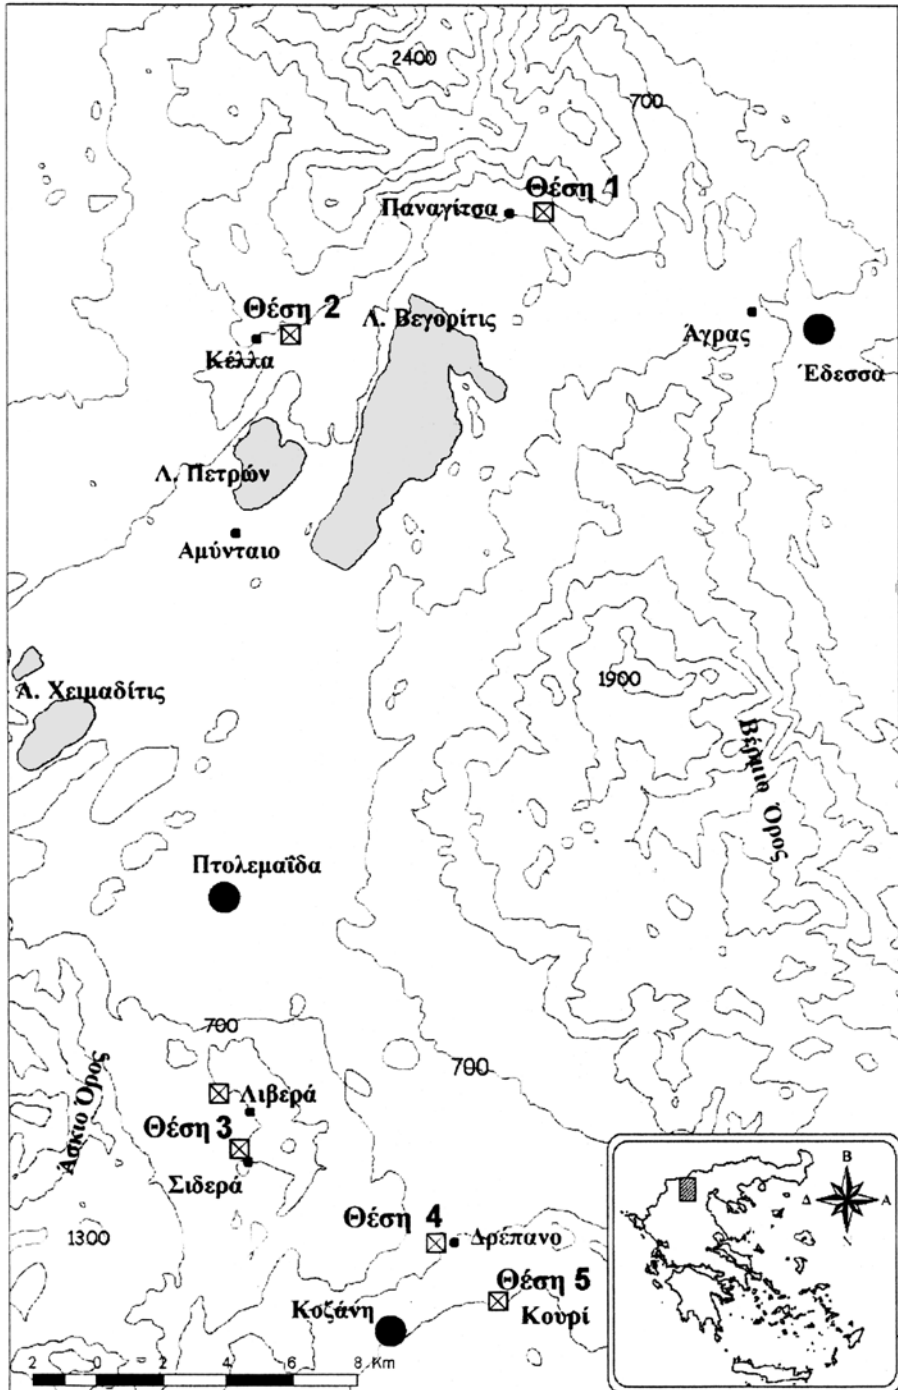 2400
700
Θέση 1
Παναγίτσα
Θέση 2
Λ. Βεγορίτις
Κέλλα
Άγρας
Έδεσσα
Λ. Πετρών
Αμύνταιο
Λ. Χειμαδίτις
1900
Βέρμιο Όρος
Πτολεμαΐδα
700
700
Άσκιο Όρος
Λιβερά
Θέση 3
Σιδερά
1300
Θέση 4
Δρέπανο
Θέση 5
Κοζάνη
Κουρί
2 0 2 4 6 8 Km
Β
Δ
Α